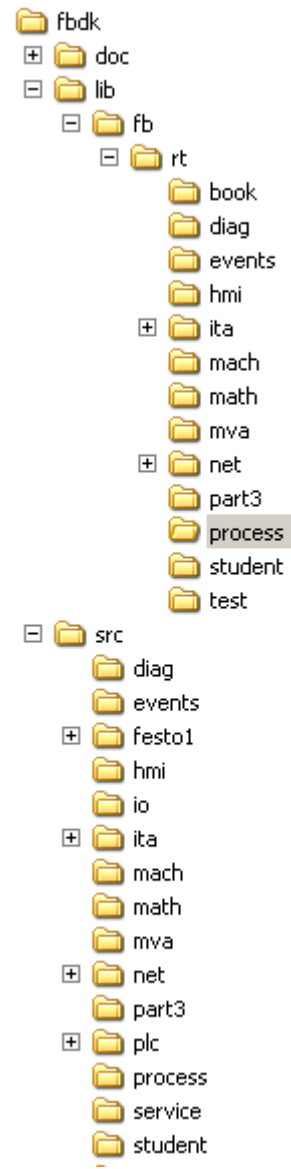 fbdk
doc
lib
fb
rt
book
diag
events
hmi
ita
mach
math
mva
net
part3
process
student
test
src
diag
events
festo1
hmi
io
ita
mach
math
mva
net
part3
plc
process
service
student